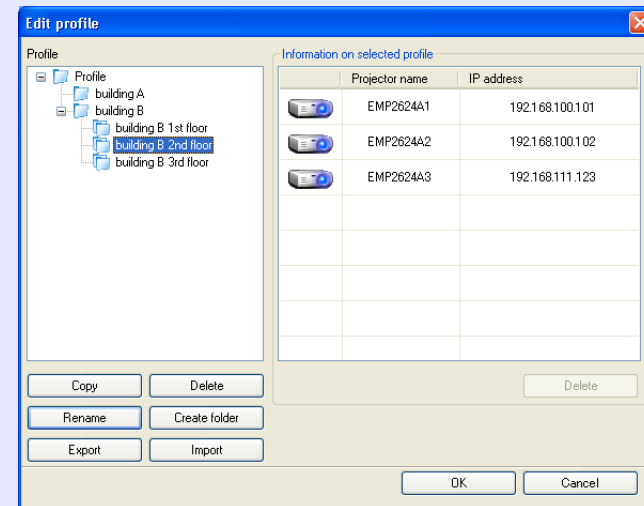 Edit profile
Profile
Information on selected profile
Profile
building A
building B
building B 1st floor
building B 2nd floor
building B 3rd floor
Projector name IP address
EMP2624A1 192.168.100.101
EMP2624A2 192.168.100.102
EMP2624A3 192.168.111.123
Copy Delete
Rename Create folder
Export Import
Delete
OK Cancel